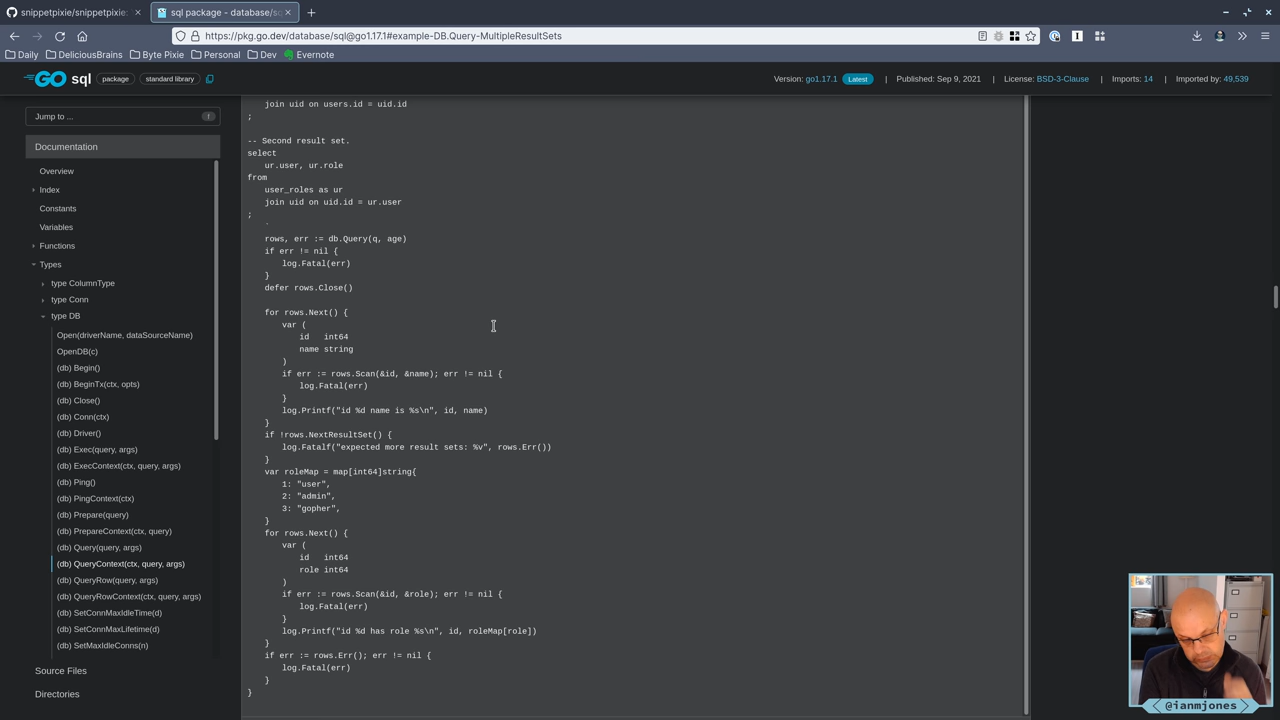 snippetpixie/snippetpixie:
sql package - database/sq
https://pkg.go.dev/database/sql@go1.17.1#example-DB.Query-MultipleResultSets
Daily
DeliciousBrains
Byte Pixie
Personal
Dev
Evernote
GO
sql
package
standard library
Version: go1.17.1
Latest
| Published: Sep 9, 2021
| License: BSD-3-Clause
| Imports: 14
| Imported by: 49,539
Jump to ...
f
Documentation
Overview
Index
Constants
Variables
Functions
Types
type ColumnType
type Conn
type DB
Open(driverName, dataSourceName)
OpenDB(c)
(db) Begin()
(db) BeginTx(ctx, opts)
(db) Close()
(db) Conn(ctx)
(db) Driver()
(db) Exec(query, args)
(db) ExecContext(ctx, query, args)
(db) Ping()
(db) PingContext(ctx)
(db) Prepare(query)
(db) PrepareContext(ctx, query)
(db) Query(query, args)
(db) QueryContext(ctx, query, args)
(db) QueryRow(query, args)
(db) QueryRowContext(ctx, query, args)
(db) SetConnMaxIdleTime(d)
(db) SetConnMaxLifetime(d)
(db) SetMaxIdleConns(n)
Source Files
Directories
join uid on users.id = uid.id
;
-- Second result set.
select
ur.user, ur.role
from
user_roles as ur
join uid on uid.id = ur.user
;
`
rows, err := db.Query(q, age)
if err != nil {
log.Fatal(err)
}
defer rows.Close()
for rows.Next() {
var (
id int64
name string
)
if err := rows.Scan(&id, &name); err != nil {
log.Fatal(err)
}
log.Printf("id %d name is %s\n", id, name)
}
if !rows.NextResultSet() {
log.Fatalf("expected more result sets: %v", rows.Err())
}
var roleMap = map[int64]string{
1: "user",
2: "admin",
3: "gopher",
}
for rows.Next() {
var (
id int64
role int64
)
if err := rows.Scan(&id, &role); err != nil {
log.Fatal(err)
}
log.Printf("id %d has role %s\n", id, roleMap[role])
}
if err := rows.Err(); err != nil {
log.Fatal(err)
}
}
@ianmjones